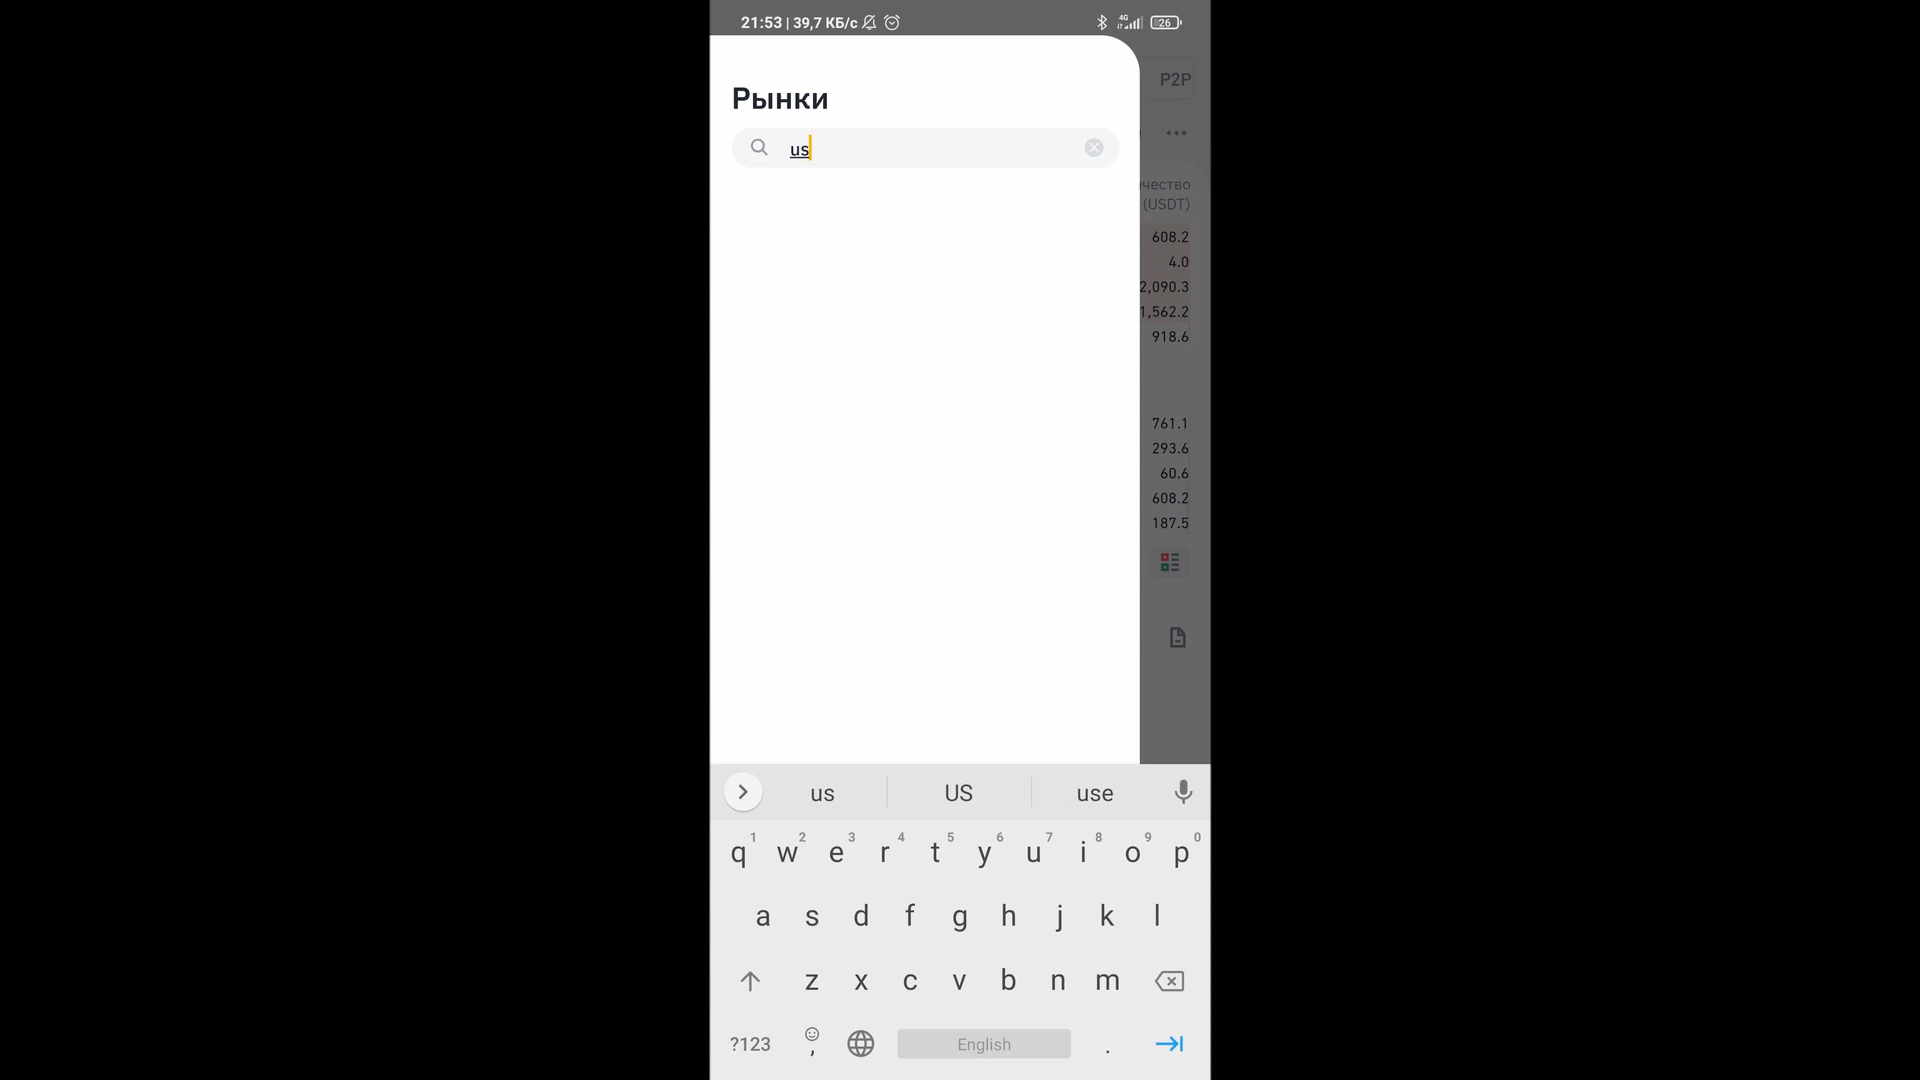 21:53 | 39,7 КБ/с
4G
26
P2P
Рынки
us
чество
(USDT)
608.2
4.0
2,090.3
1,562.2
918.6
761.1
293.6
60.6
608.2
187.5
us US use
q 1 w 2 e 3 r 4 t 5 y 6 u 7 i 8 o 9 p 0
a s d f g h j k l
z x c v b n m
?123 , English .